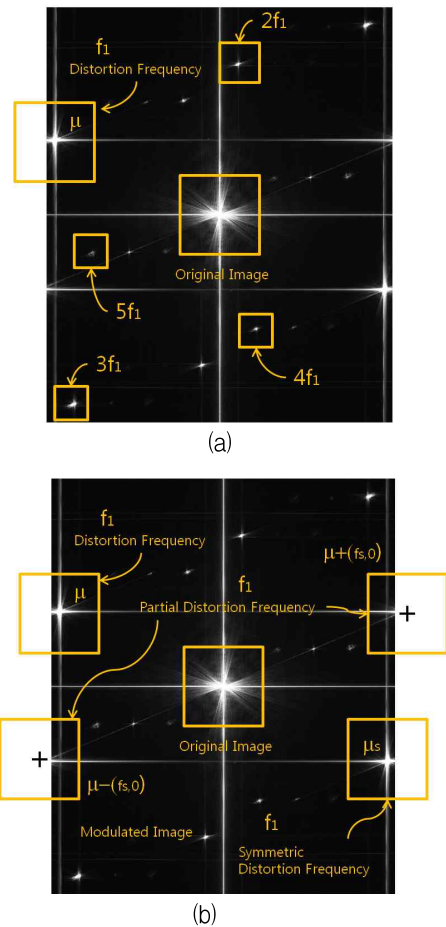 2f₁
f₁
Distortion Frequency
μ
Original Image
5f₁
4f₁
3f₁
(a)
f₁
Distortion Frequency
μ+(fs,0)
f₁
μ
Partial Distortion Frequency
+
Original Image
μs
+
μ−(fs,0)
f₁
Modulated Image
Symmetric
Distortion Frequency
(b)